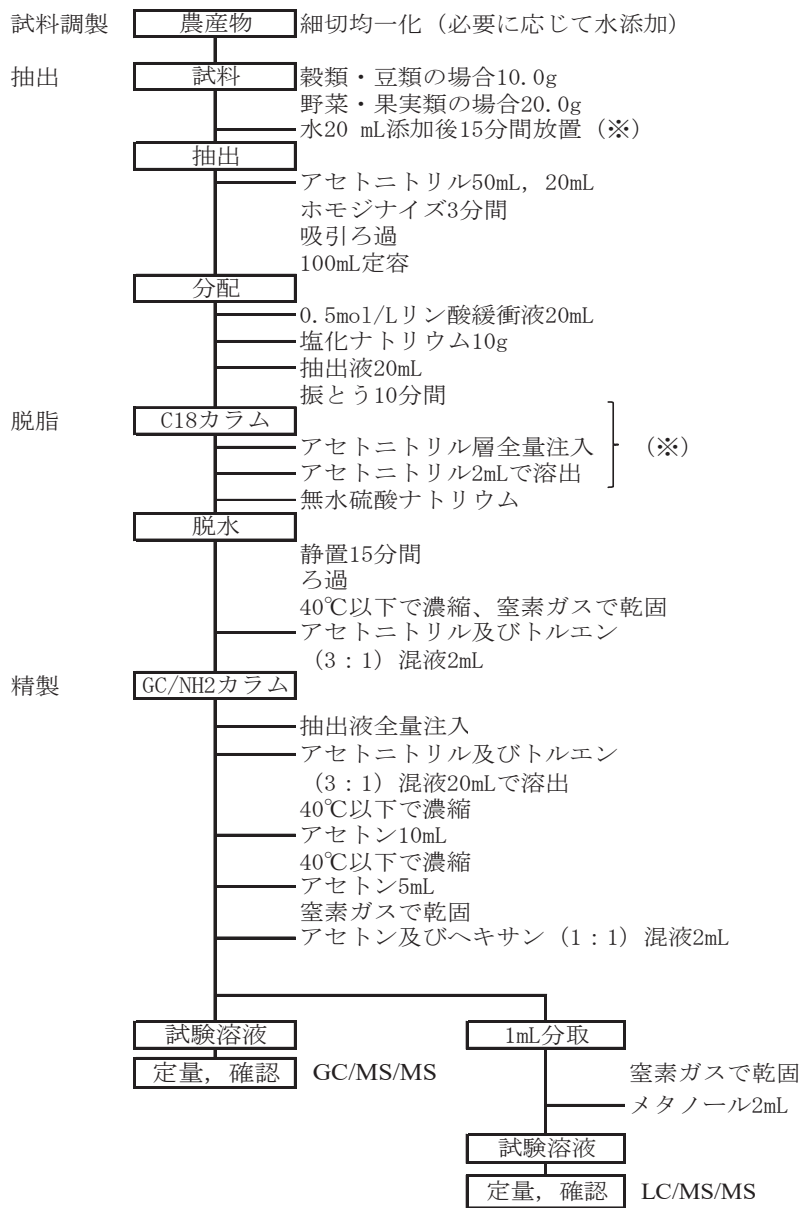 試料調製 農産物 細切均一化（必要に応じて水添加）
抽出 試料 穀類・豆類の場合10.0g
野菜・果実類の場合20.0g
水20 mL添加後15分間放置（※）
抽出
アセトニトリル50mL, 20mL
ホモジナイズ3分間
吸引ろ過
100mL定容
分配
0.5mol/Lリン酸緩衝液20mL
塩化ナトリウム10g
抽出液20mL
振とう10分間
脱脂 C18カラム
アセトニトリル層全量注入 （※）
アセトニトリル2mLで溶出
無水硫酸ナトリウム
脱水
静置15分間
ろ過
40℃以下で濃縮、窒素ガスで乾固
アセトニトリル及びトルエン
（3：1）混液2mL
精製 GC/NH2カラム
抽出液全量注入
アセトニトリル及びトルエン
（3：1）混液20mLで溶出
40℃以下で濃縮
アセトン10mL
40℃以下で濃縮
アセトン5mL
窒素ガスで乾固
アセトン及びヘキサン（1：1）混液2mL
試験溶液 1mL分取
定量, 確認 GC/MS/MS 窒素ガスで乾固
メタノール2mL
試験溶液
定量, 確認 LC/MS/MS